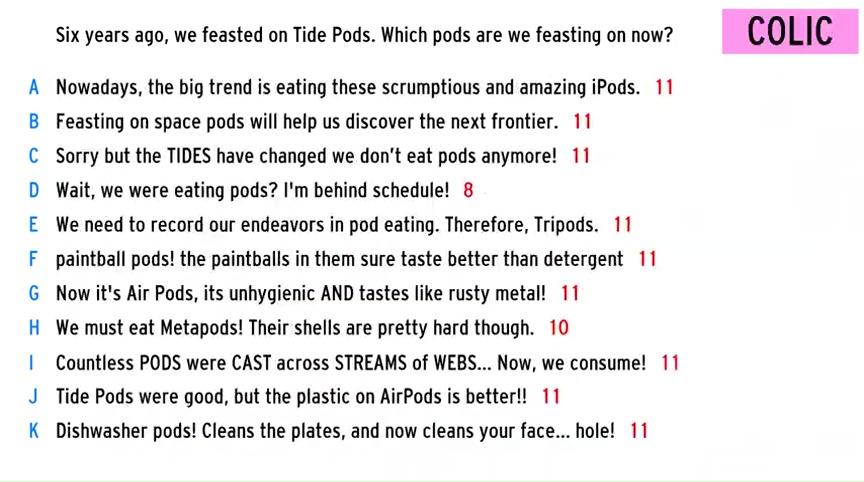 Six years ago, we feasted on Tide Pods. Which pods are we feasting on now?
COLIC
A Nowadays, the big trend is eating these scrumptious and amazing iPods. 11
B Feasting on space pods will help us discover the next frontier. 11
C Sorry but the TIDES have changed we don't eat pods anymore! 11
D Wait, we were eating pods? I'm behind schedule! 8
E We need to record our endeavors in pod eating. Therefore, Tripods. 11
F paintball pods! the paintballs in them sure taste better than detergent 11
G Now it's Air Pods, its unhygienic AND tastes like rusty metal! 11
H We must eat Metapods! Their shells are pretty hard though. 10
I Countless PODS were CAST across STREAMS of WEBS... Now, we consume! 11
J Tide Pods were good, but the plastic on AirPods is better!! 11
K Dishwasher pods! Cleans the plates, and now cleans your face... hole! 11